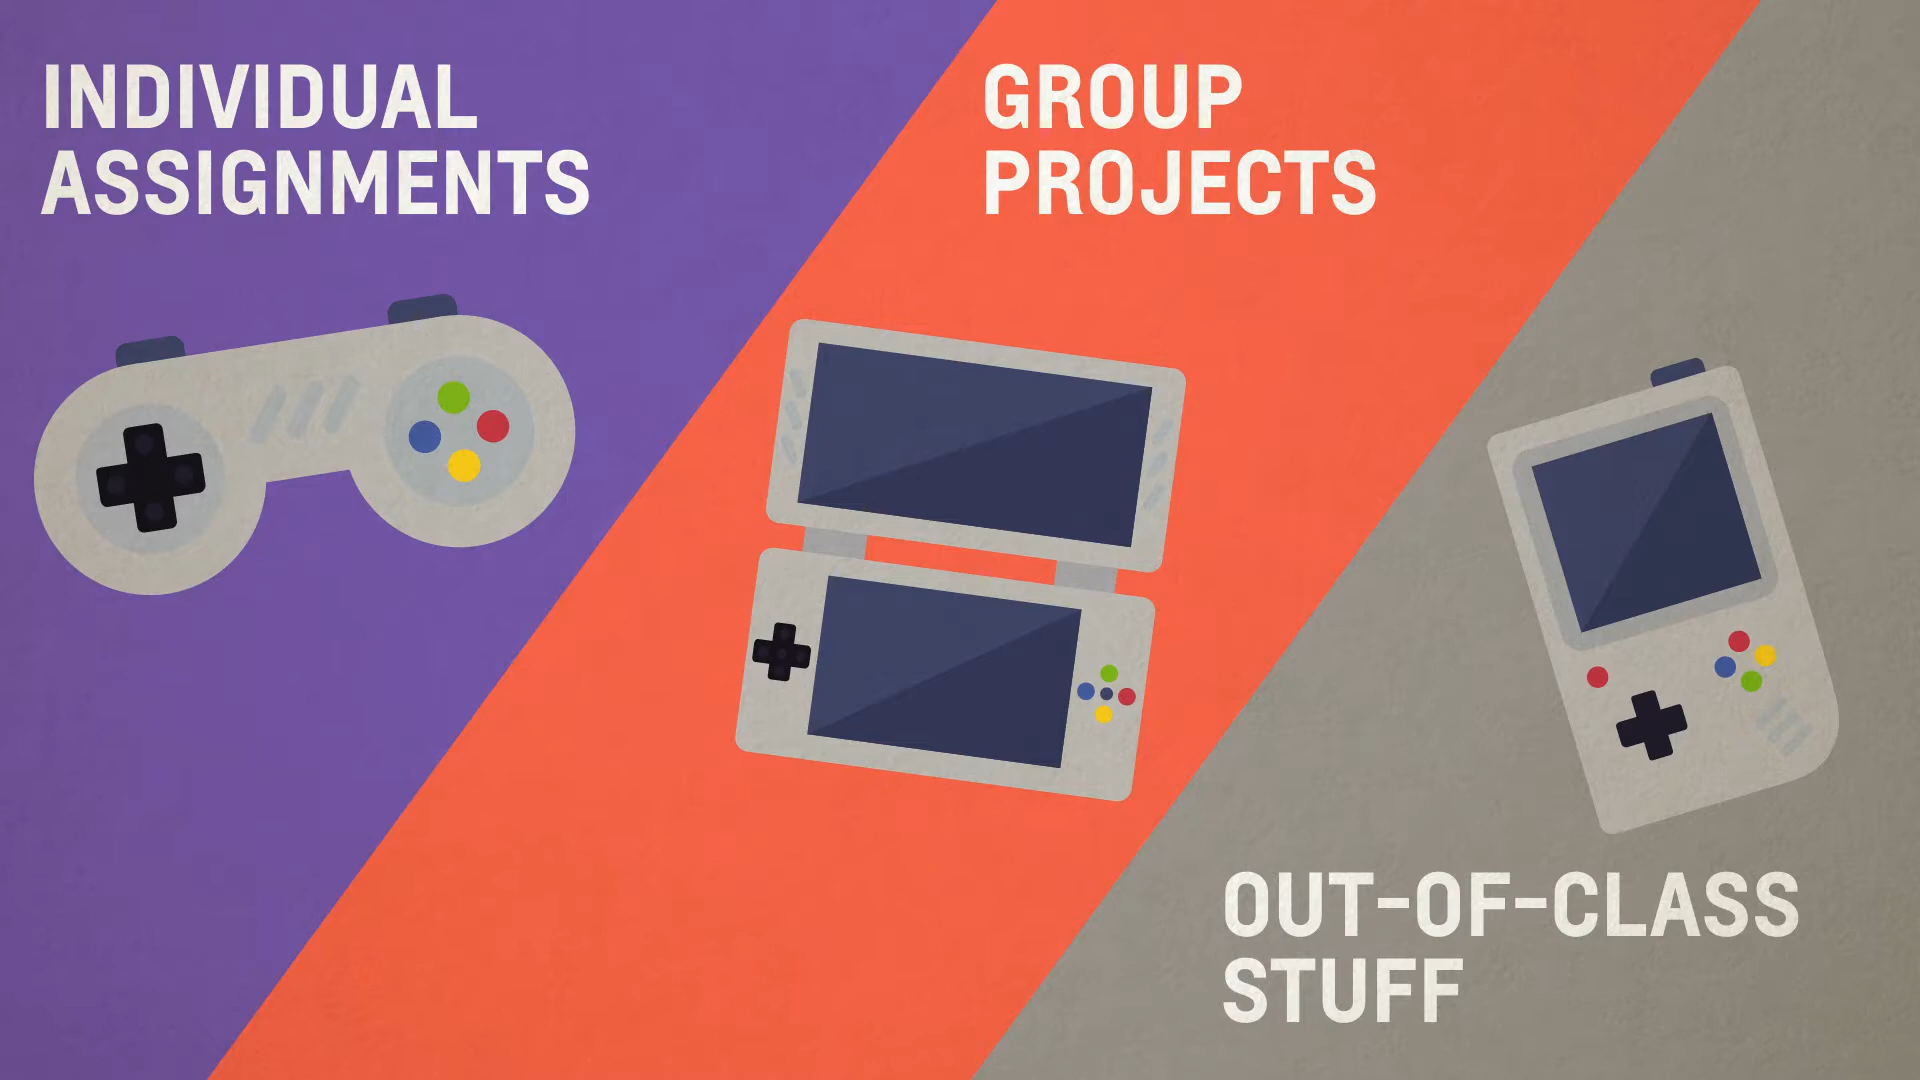 INDIVIDUAL
ASSIGNMENTS
GROUP
PROJECTS
OUT-OF-CLASS
STUFF